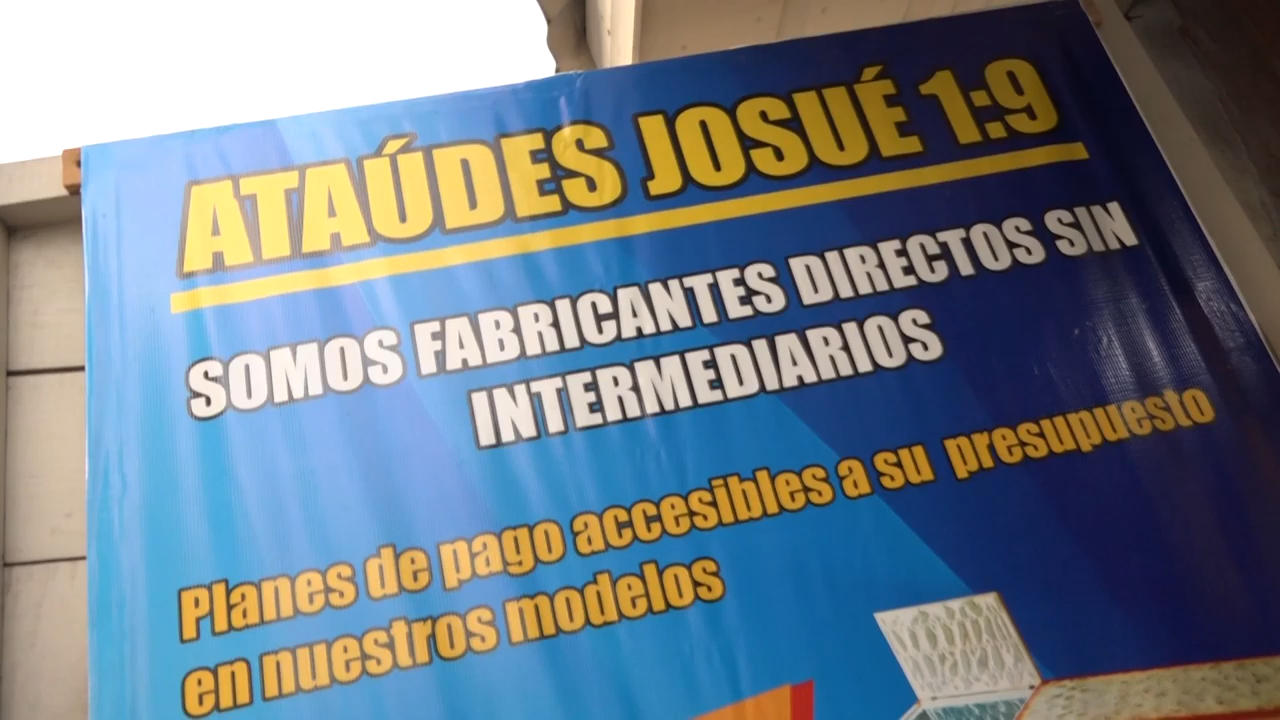 ATAÚDES JOSUÉ 1:9
SOMOS FABRICANTES DIRECTOS SIN
INTERMEDIARIOS
Planes de pago accesibles a su presupuesto
en nuestros modelos